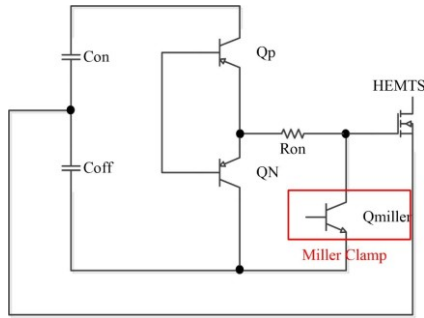 Con
Qp
HEMTS
Ron
Coff
QN
Qmiller
Miller Clamp